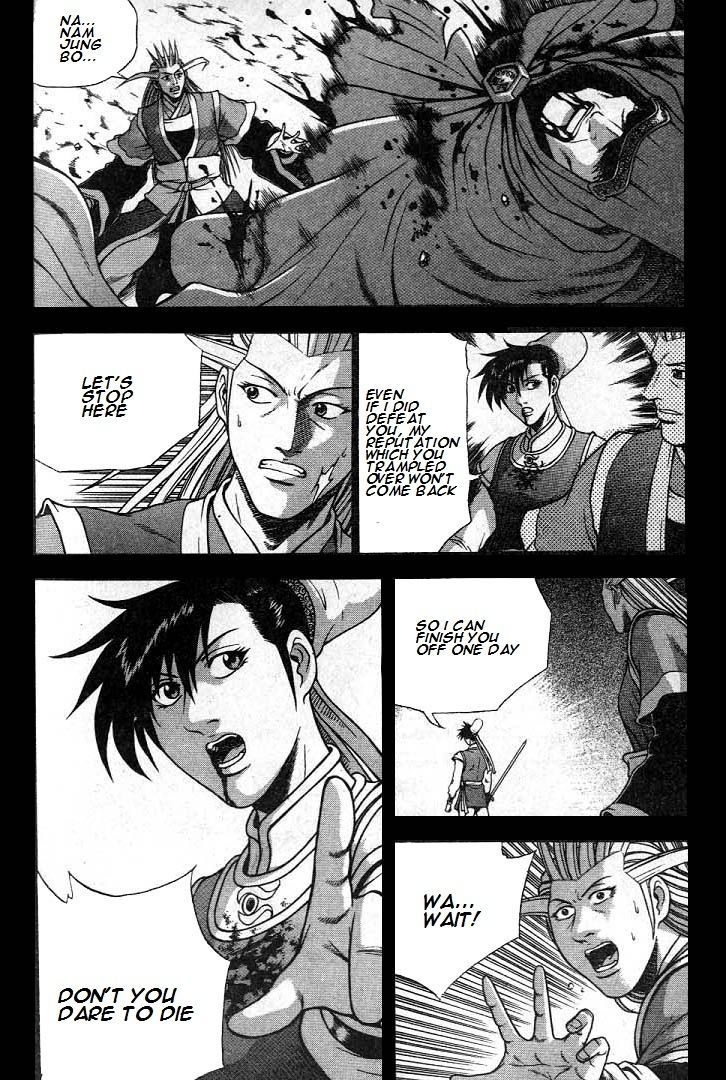 NA...
NAM
JUNG
BO...
LET'S
STOP
HERE
EVEN
IF I DID
DEFEAT
YOU, MY
REPUTATION
WHICH YOU
TRAMPLED
OVER WON'T
COME BACK
DON'T YOU
DARE TO DIE
SO I CAN
FINISH YOU
OFF ONE DAY
WA...
WAIT!